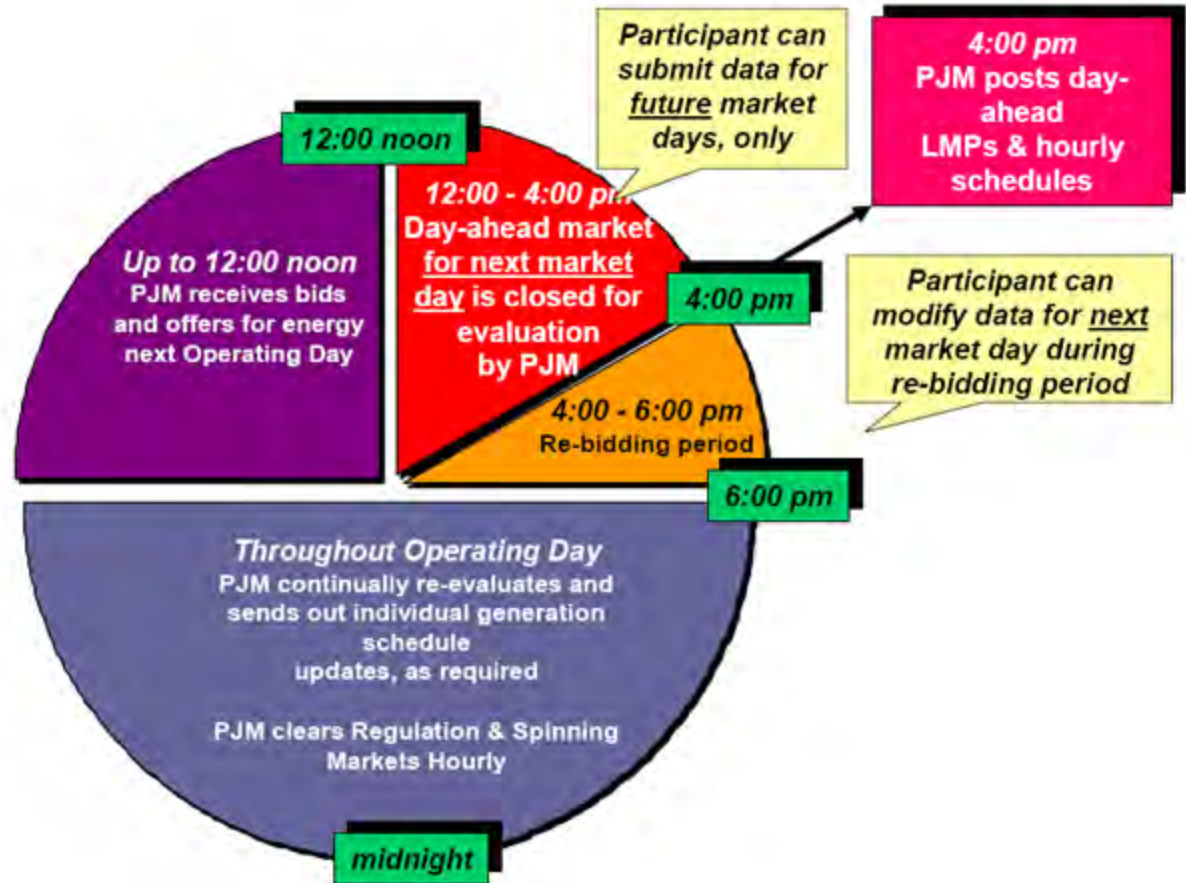 Participant can
submit data for
future market
days, only
4:00 pm
PJM posts day-
ahead
LMPs & hourly
schedules
12:00 noon
12:00 - 4:00 pm
Day-ahead market
for next market
day is closed for
evaluation
by PJM
Up to 12:00 noon
PJM receives bids
and offers for energy
next Operating Day
4:00 pm
Participant can
modify data for next
market day during
re-bidding period
4:00 - 6:00 pm
Re-bidding period
6:00 pm
Throughout Operating Day
PJM continually re-evaluates and
sends out individual generation
schedule
updates, as required
PJM clears Regulation & Spinning
Markets Hourly
midnight